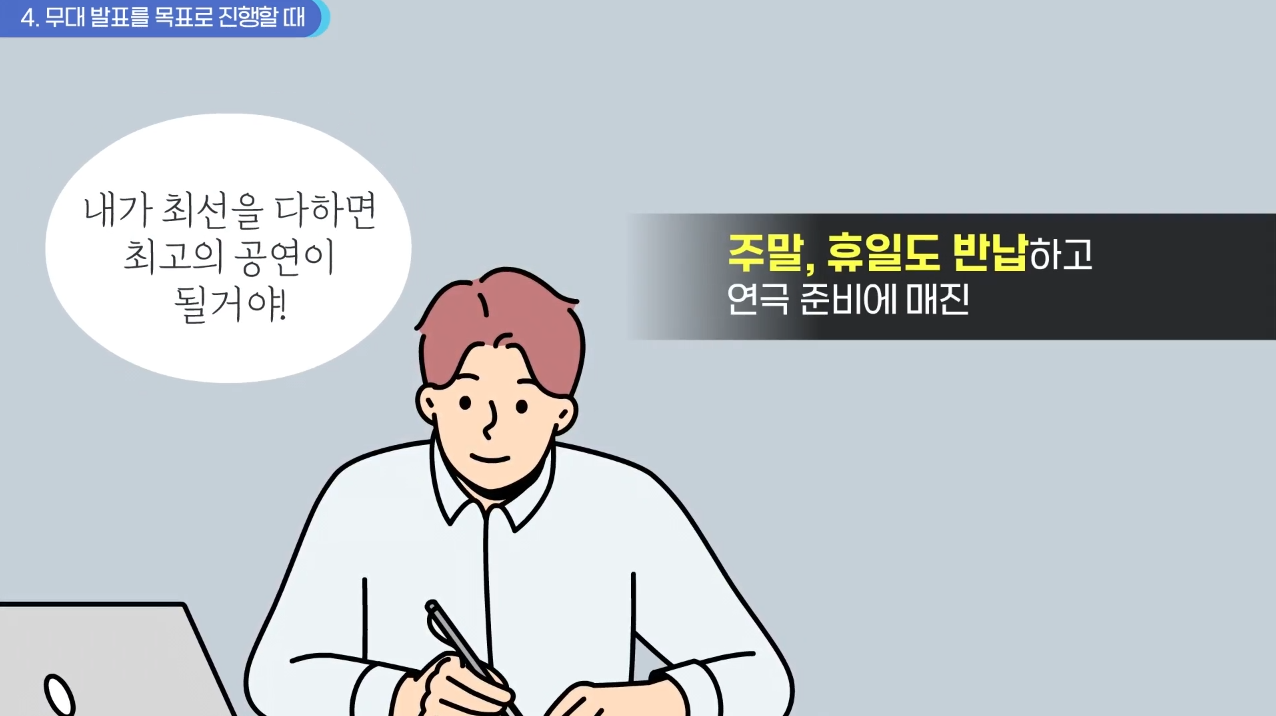 4. 무대 발표를 목표로 진행할 때
내가 최선을 다하면
최고의 공연이
될거야!
주말, 휴일도 반납하고
연극 준비에 매진